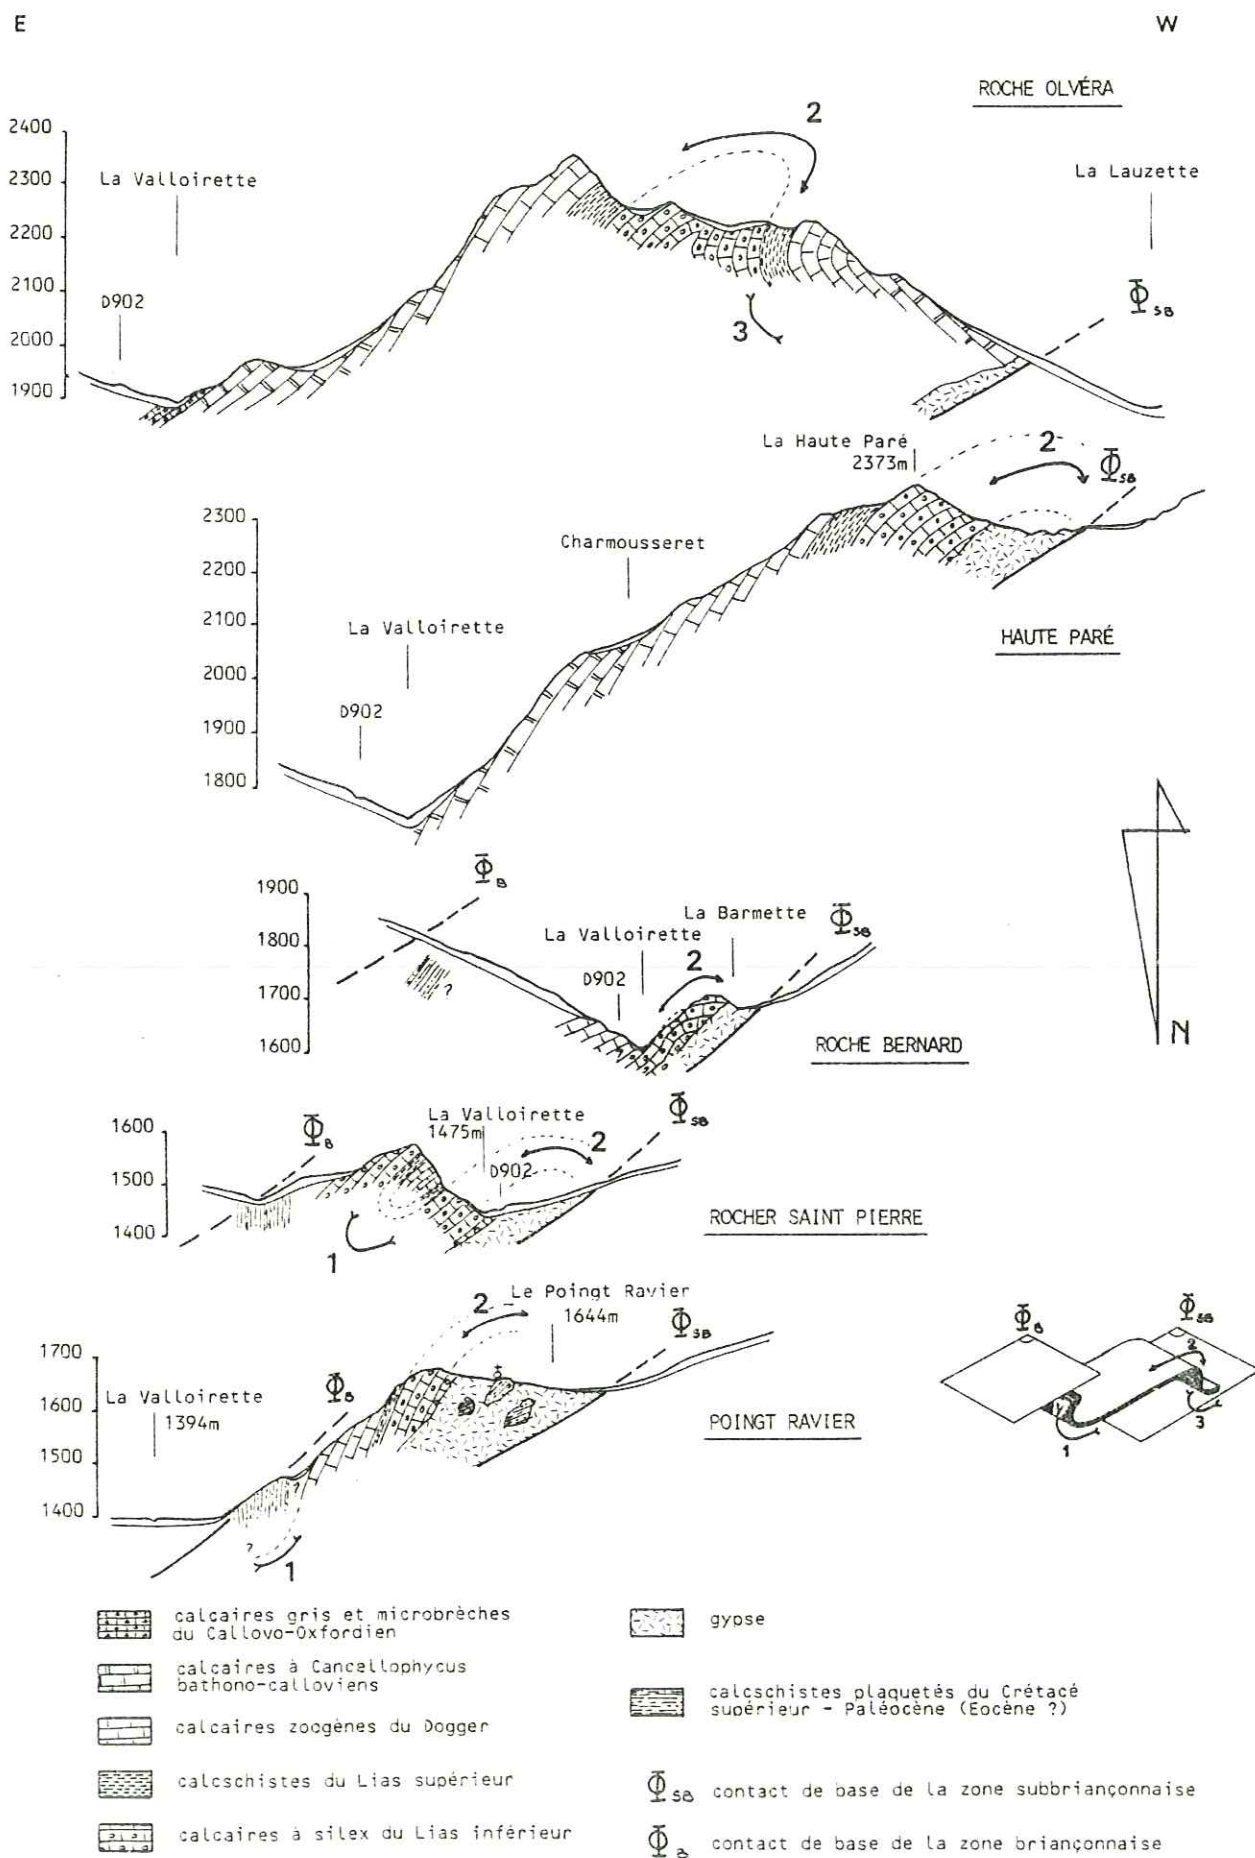 E
W
ROCHE OLVÉRA
2400
2300
2200
2100
2000
1900
La Valloirette
D902
2
3
La Lauzette
Φ SB
La Haute Paré
2373m
2
Φ SB
2300
2200
2100
2000
1900
1800
Charmousseret
La Valloirette
D902
HAUTE PARÉ
Φ B
1900
1800
1700
1600
?
La Valloirette
D902
2
La Barmette
Φ SB
ROCHE BERNARD
N
1600
1500
1400
Φ B
La Valloirette
1475m
D902
2
Φ SB
1
ROCHER SAINT PIERRE
Le Poingt Ravier
1644m
2
Φ SB
1700
1600
1500
1400
La Valloirette
1394m
Φ B
?
?
1
POINGT RAVIER
Φ B
Φ SB
2
1
3
calcaires gris et microbrèches
du Callovo-Oxfordien
calcaires à Cancellophycus
bathono-calloviens
calcaires zoogènes du Dogger
calcschistes du Lias supérieur
calcaires à silex du Lias inférieur
gypse
calcschistes plaquetés du Crétacé
supérieur - Paléocène (Eocène ?)
Φ SB contact de base de la zone subbriançonnaise
Φ B contact de base de la zone briançonnaise